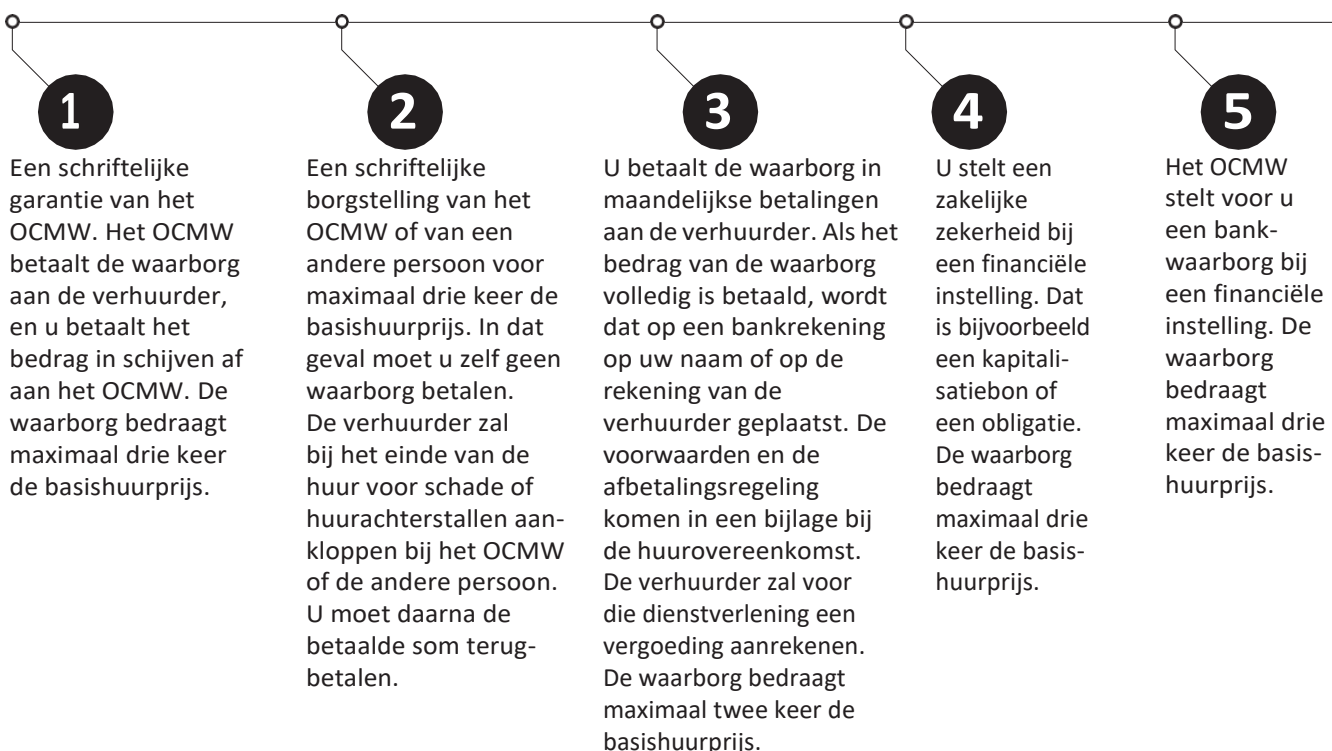 1
Een schriftelijke
garantie van het
OCMW. Het OCMW
betaalt de waarborg
aan de verhuurder,
en u betaalt het
bedrag in schijven af
aan het OCMW. De
waarborg bedraagt
maximaal drie keer
de basishuurprijs.
2
Een schriftelijke
borgstelling van het
OCMW of van een
andere persoon voor
maximaal drie keer de
basishuurprijs. In dat
geval moet u zelf geen
waarborg betalen.
De verhuurder zal
bij het einde van de
huur voor schade of
huurachterstallen aan-
kloppen bij het OCMW
of de andere persoon.
U moet daarna de
betaalde som terug-
betalen.
3
U betaalt de waarborg in
maandelijkse betalingen
aan de verhuurder. Als het
bedrag van de waarborg
volledig is betaald, wordt
dat op een bankrekening
op uw naam of op de
rekening van de
verhuurder geplaatst. De
voorwaarden en de
afbetalingsregeling
komen in een bijlage bij
de huurovereenkomst.
De verhuurder zal voor
die dienstverlening een
vergoeding aanrekenen.
De waarborg bedraagt
maximaal twee keer de
basishuurprijs.
4
U stelt een
zakelijke
zekerheid bij
een financiële
instelling. Dat
is bijvoorbeeld
een kapitali-
satiebon of
een obligatie.
De waarborg
bedraagt
maximaal drie
keer de basis-
huurprijs.
5
Het OCMW
stelt voor u
een bank-
waarborg bij
een financiële
instelling. De
waarborg
bedraagt
maximaal drie
keer de basis-
huurprijs.